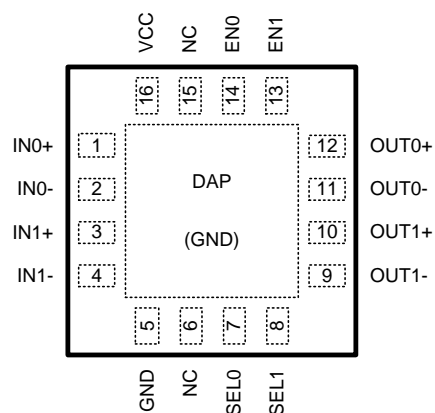 VCC NC EN0 EN1
16 15 14 13
IN0+ 1 12 OUT0+
IN0- 2 DAP 11 OUT0-
IN1+ 3 (GND) 10 OUT1+
IN1- 4 9 OUT1-
5 6 7 8
GND NC SEL0 SEL1